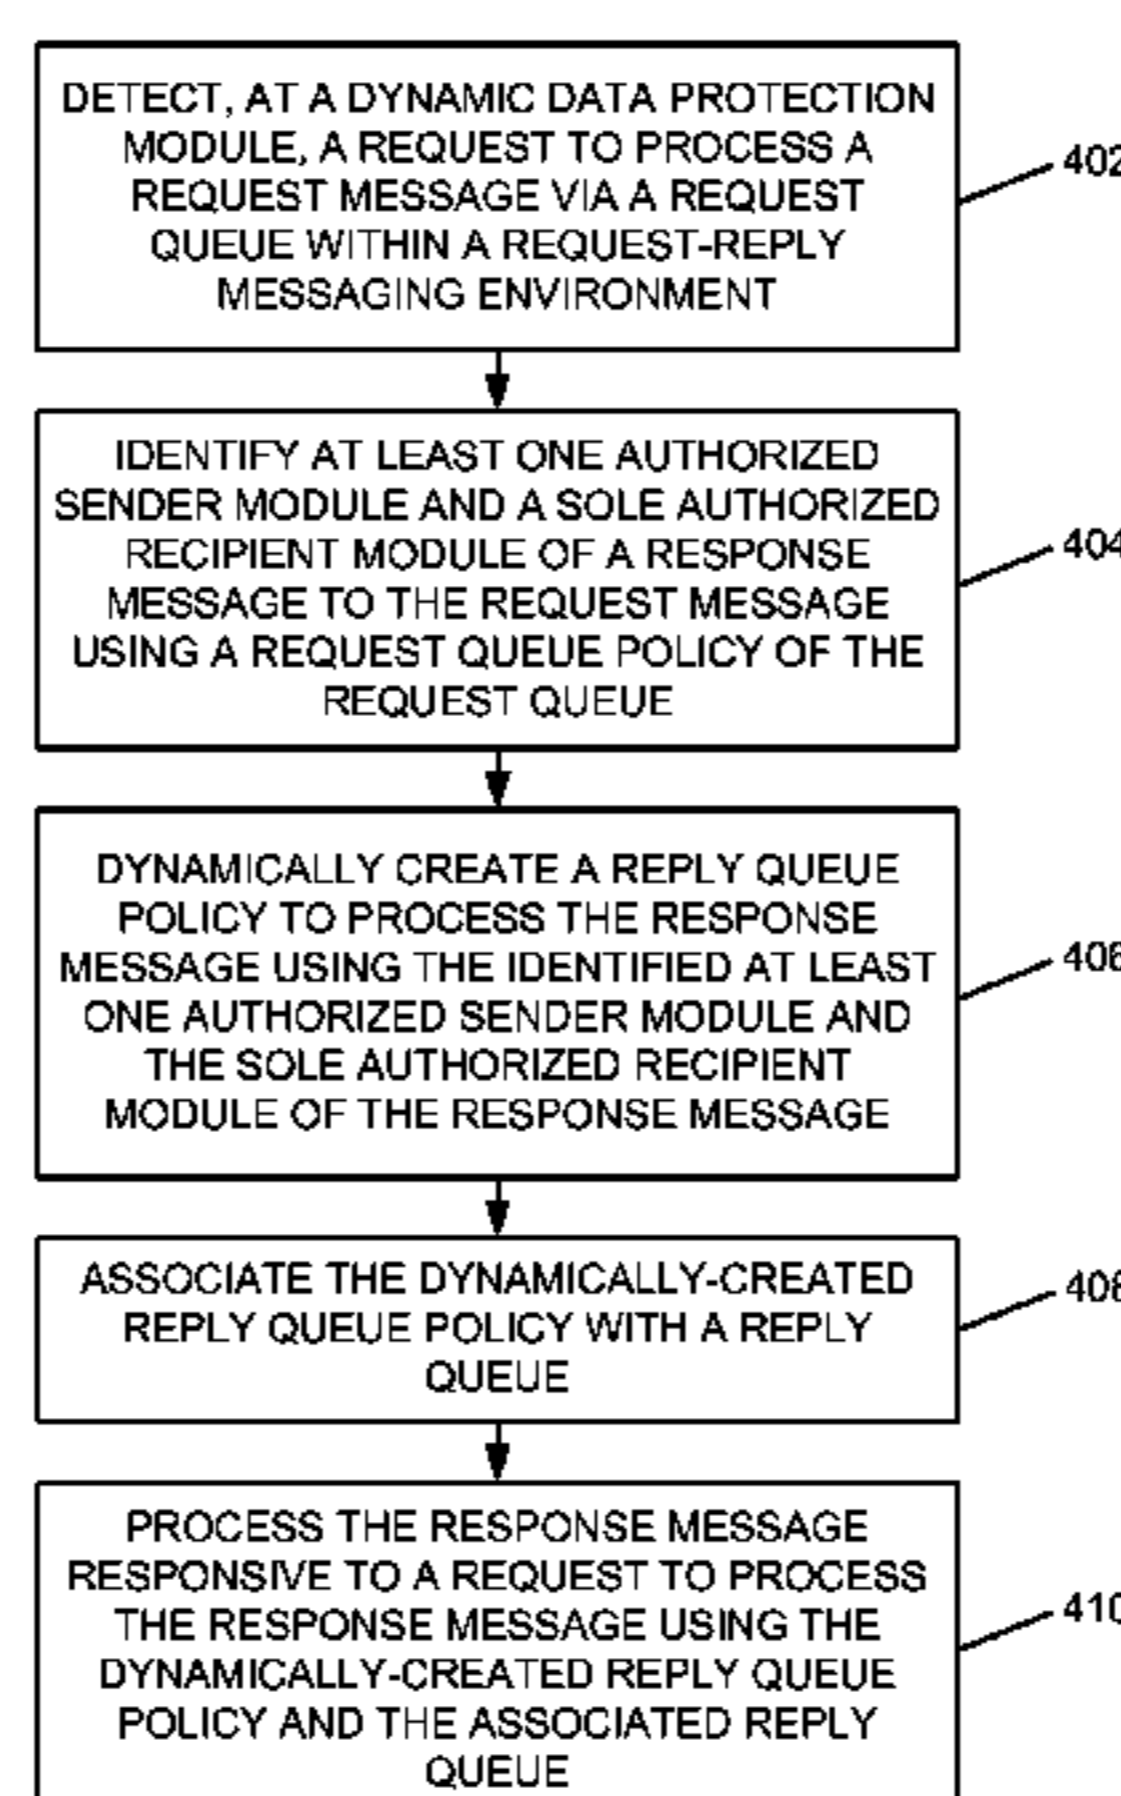 DETECT, AT A DYNAMIC DATA PROTECTION
MODULE, A REQUEST TO PROCESS A
REQUEST MESSAGE VIA A REQUEST
QUEUE WITHIN A REQUEST-REPLY
MESSAGING ENVIRONMENT
402
IDENTIFY AT LEAST ONE AUTHORIZED
SENDER MODULE AND A SOLE AUTHORIZED
RECIPIENT MODULE OF A RESPONSE
MESSAGE TO THE REQUEST MESSAGE
USING A REQUEST QUEUE POLICY OF THE
REQUEST QUEUE
404
DYNAMICALLY CREATE A REPLY QUEUE
POLICY TO PROCESS THE RESPONSE
MESSAGE USING THE IDENTIFIED AT LEAST
ONE AUTHORIZED SENDER MODULE AND
THE SOLE AUTHORIZED RECIPIENT
MODULE OF THE RESPONSE MESSAGE
406
ASSOCIATE THE DYNAMICALLY-CREATED
REPLY QUEUE POLICY WITH A REPLY
QUEUE
408
PROCESS THE RESPONSE MESSAGE
RESPONSIVE TO A REQUEST TO PROCESS
THE RESPONSE MESSAGE USING THE
DYNAMICALLY-CREATED REPLY QUEUE
POLICY AND THE ASSOCIATED REPLY
QUEUE
410